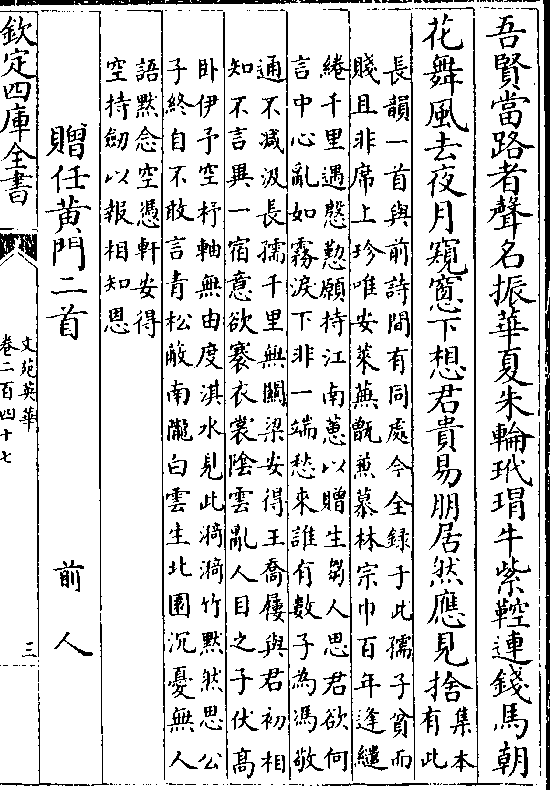 吾賢當路者聲名振華夏朱輪玳瑁牛紫鞚連錢馬朝
花舞風去夜月窺窻下想君貴易朋居然應見捨集本
有此
長韻一首與前詩間有同處今全録于此孺子貧而
賤且非席上珍唯安萊蕪甑兼慕林宗巾百年逢繾
綣千里遇慇懃願持江南蕙以贈生芻人思君欲何
言中心亂如霧淚下非一端愁來誰有數子為馮敬
通不減汲長孺千里無關梁安得王喬屨與君初相
知不言異一宿意欲褰衣裳陰雲亂人目之子伏高
卧伊予空杼軸無由度淇水見此漪漪竹黙然思公
子終自不敢言青松蔽南隴白雲生北園沉憂無人
語黙念空憑軒安得
空持劒以報相知恩
贈任黄門二首 前人
欽定四庫全書
文苑英華
卷二百四十七
三